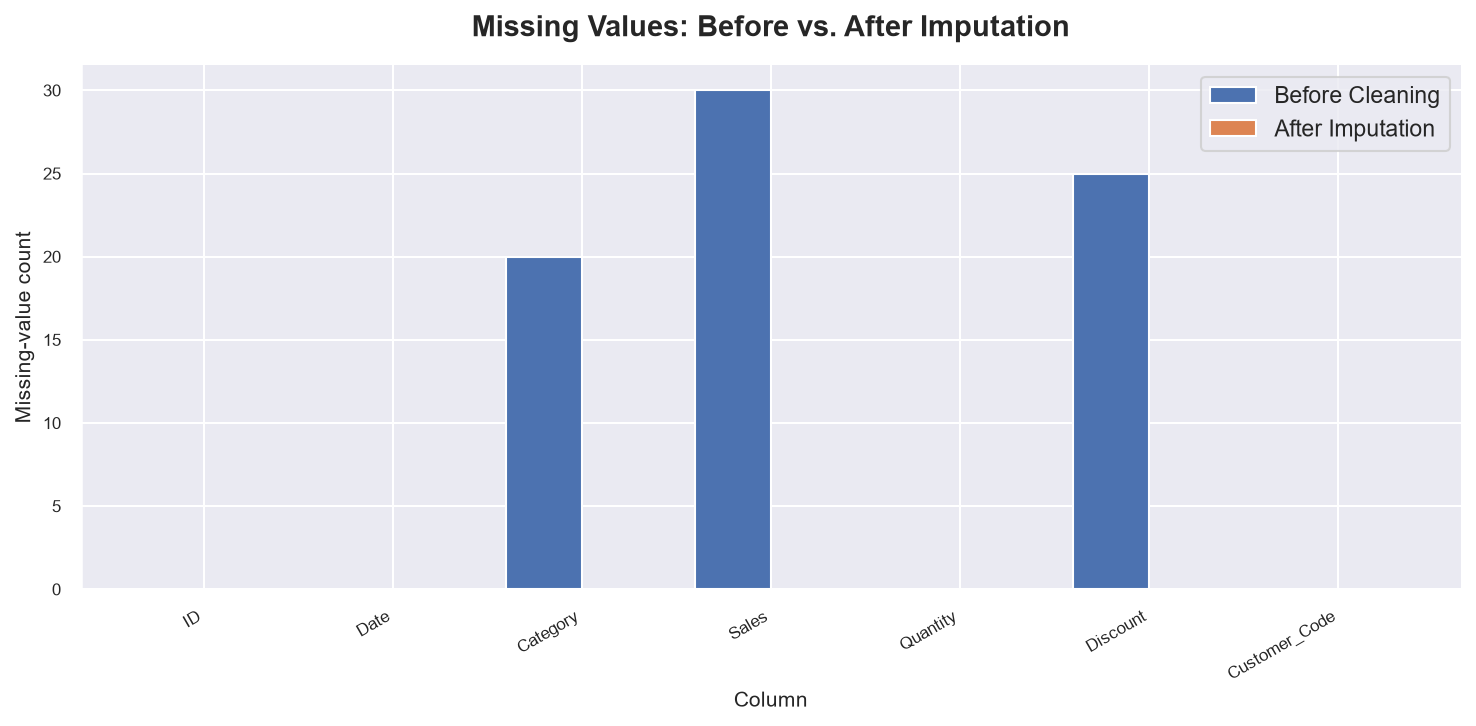 Missing Values: Before vs. After Imputation
Before Cleaning
After Imputation
Missing-value count
30
25
20
15
10
5
0
ID
Date
Category
Sales
Quantity
Discount
Customer_Code
Column